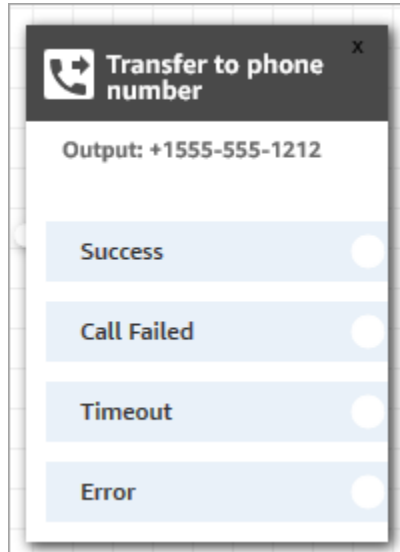 Transfer to phone
number
x
Output: +1555-555-1212
Success
Call Failed
Timeout
Error